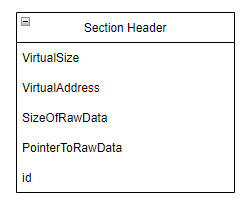 Section Header
VirtualSize
VirtualAddress
SizeOfRawData
PointerToRawData
id